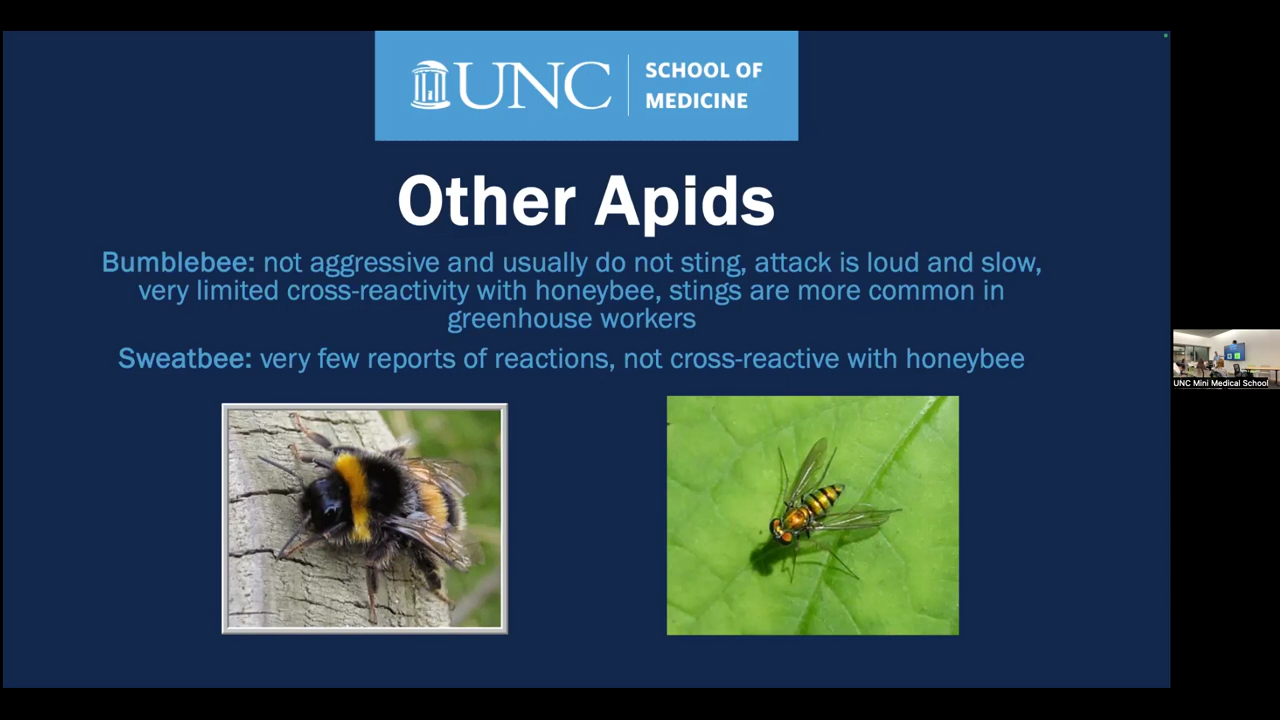 UNC
SCHOOL OF
MEDICINE
Other Apids
Bumblebee: not aggressive and usually do not sting, attack is loud and slow,
very limited cross-reactivity with honeybee, stings are more common in
greenhouse workers
Sweatbee: very few reports of reactions, not cross-reactive with honeybee
UNC Mini Medical School